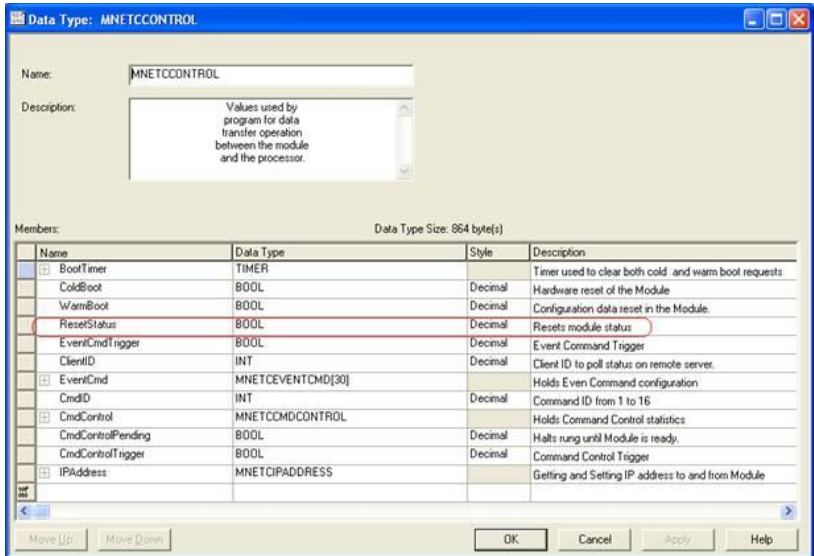 Data Type: MNETCCONTROL
Name: MNETCCONTROL
Description: Values used by
program for data
transfer operation
between the module
and the processor.
Members: Data Type Size: 864 byte(s)
Name Data Type Style Description
BootTimer TIMER Timer used to clear both cold and warm boot requests
ColdBoot BOOL Decimal Hardware reset of the Module
WarmBoot BOOL Decimal Configuration data reset in the Module.
ResetStatus BOOL Decimal Resets module status
EventCmdTrigger BOOL Decimal Event Command Trigger
ClientID INT Decimal Client ID to poll status on remote server.
EventCmd MNETCEVENTCMD[30] Holds Even Command configuration
CmdID INT Decimal Command ID from 1 to 16
CmdControl MNETCCMDCONTROL Holds Command Control statistics
CmdControlPending BOOL Decimal Halts rung until Module is ready.
CmdControlTrigger BOOL Decimal Command Control Trigger
IPAddress MNETCIPADDRESS Getting and Setting IP address to and from Module
Move Up Move Down OK Cancel Apply Help